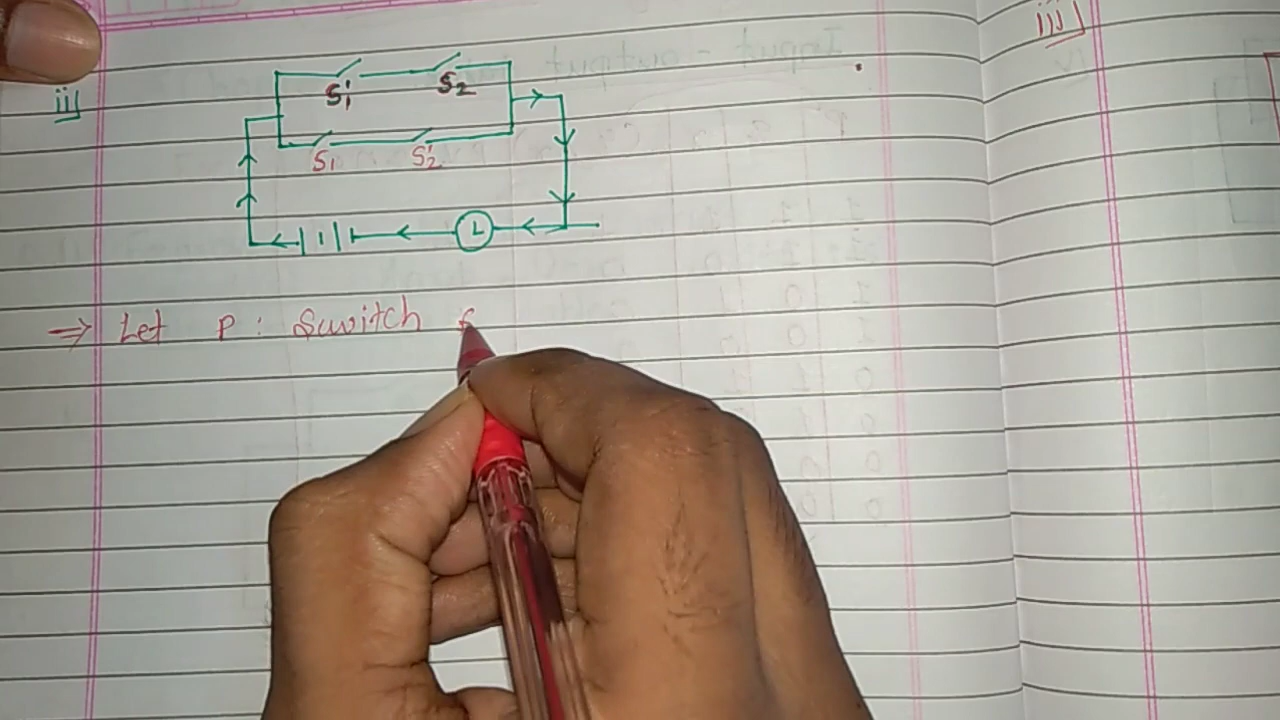 iii)
ii)
S₁' S₂
S₁ S₂'
L
⇒ Let P : Switch